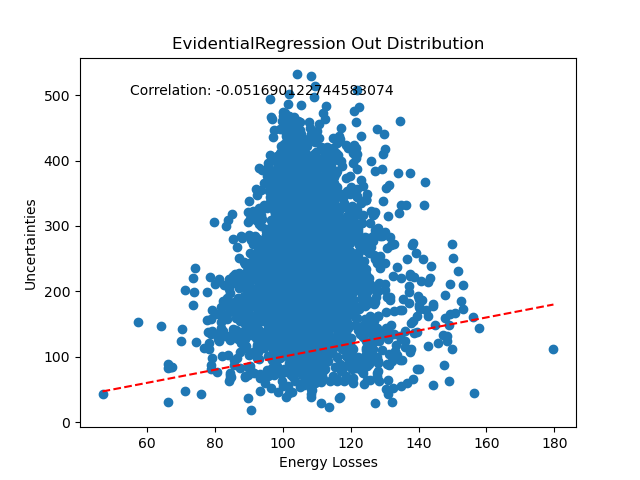 EvidentialRegression Out Distribution
Correlation: -0.051690122744583074
500
400
300
200
100
0
Uncertainties
60 80 100 120 140 160 180
Energy Losses